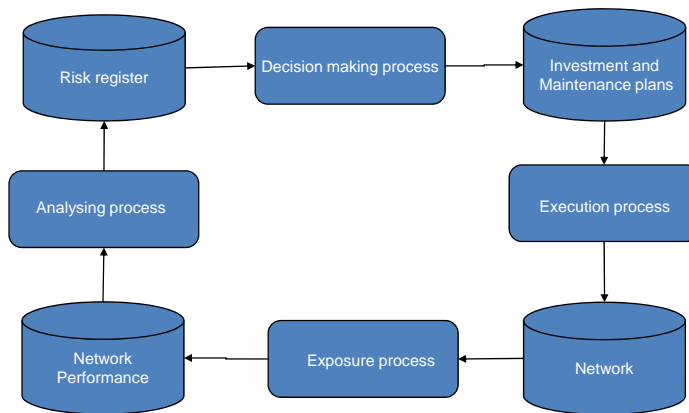 Risk register
Decision making process
Investment and
Maintenance plans
Analysing process
Execution process
Network
Performance
Exposure process
Network